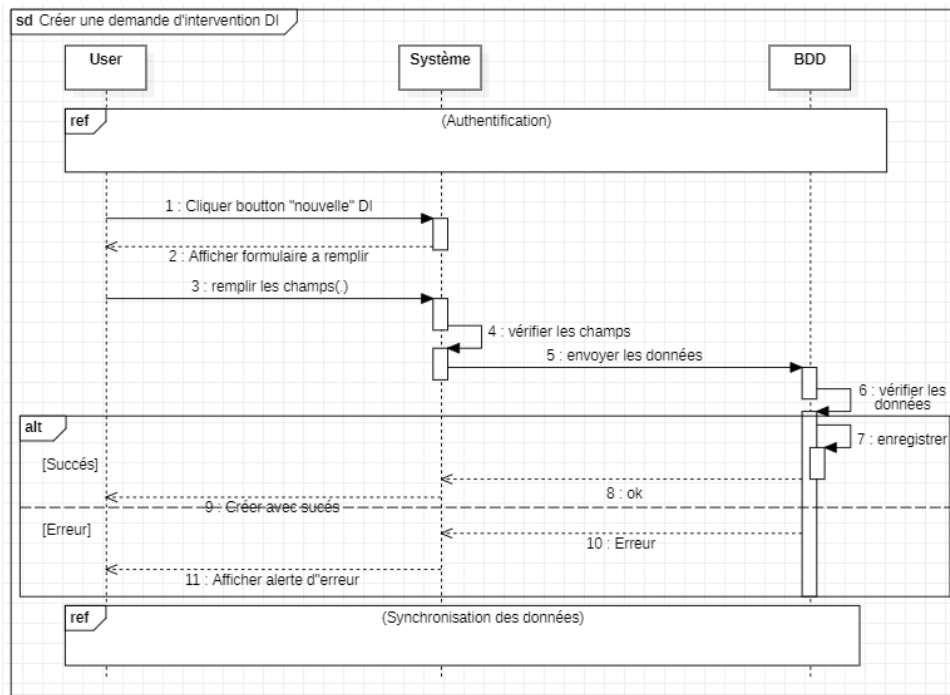 sd Créer une demande d'intervention DI
User
Système
BDD
ref
(Authentification)
1 : Cliquer boutton "nouvelle" DI
2 : Afficher formulaire a remplir
3 : remplir les champs(.)
4 : vérifier les champs
5 : envoyer les données
6 : vérifier les
données
alt
7 : enregistrer
[Succés]
8 : ok
9 : Créer avec sucés
[Erreur]
10 : Erreur
11 : Afficher alerte d"erreur
ref
(Synchronisation des données)